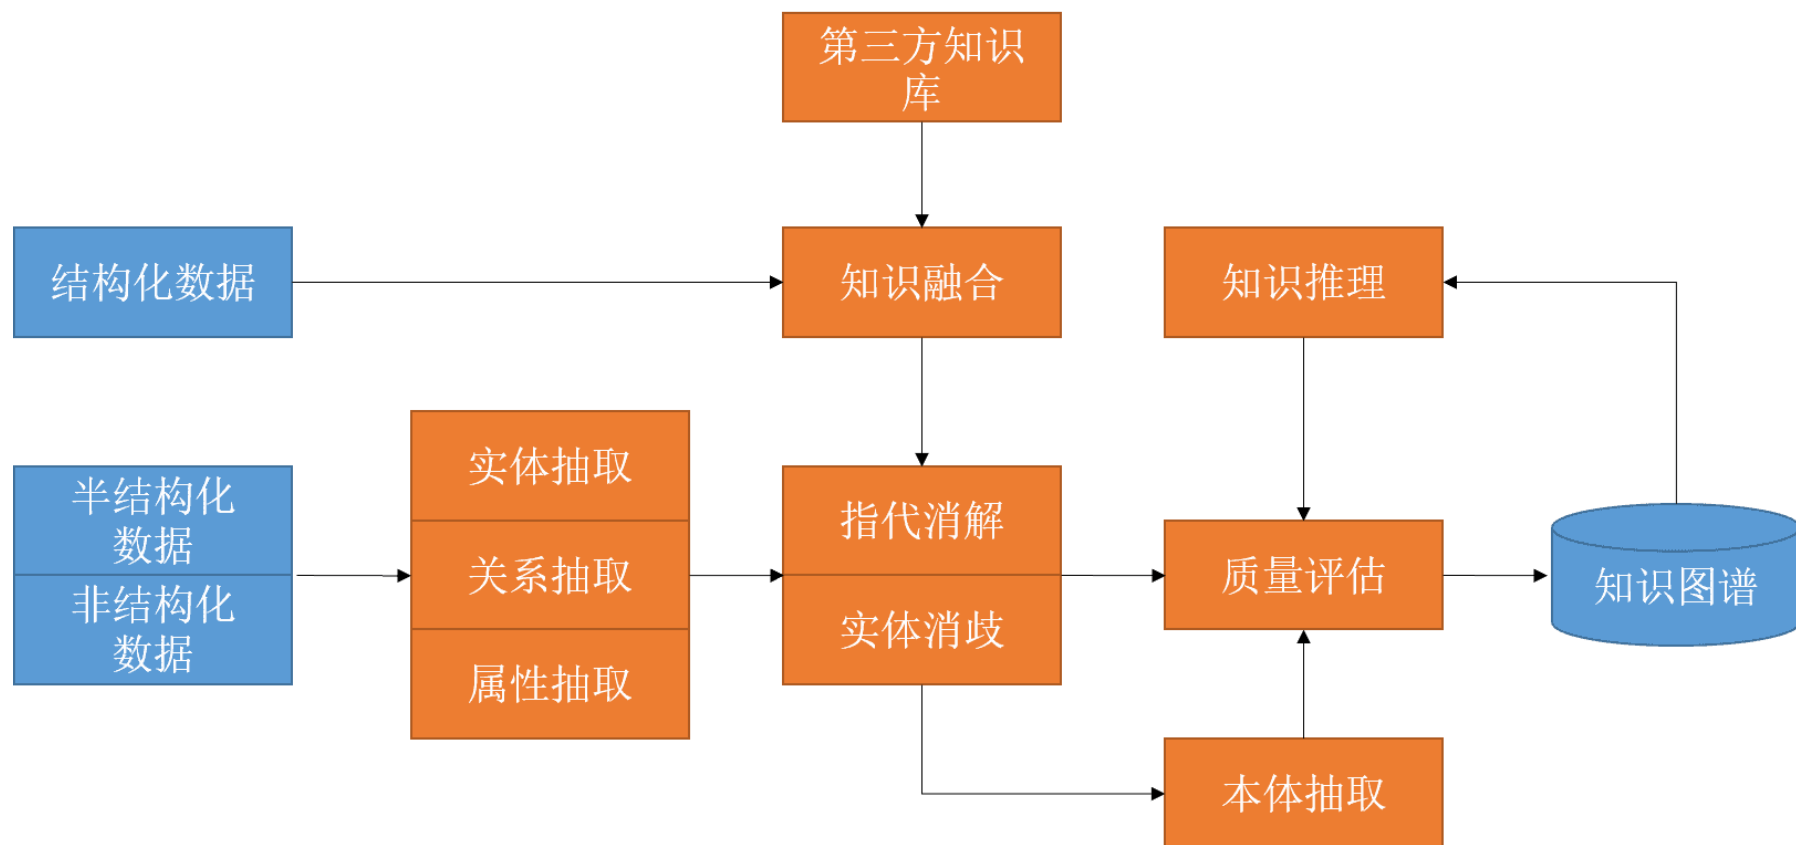 第三方知识
库
结构化数据
知识融合
知识推理
半结构化
数据
非结构化
数据
实体抽取
关系抽取
属性抽取
指代消解
实体消歧
质量评估
知识图谱
本体抽取